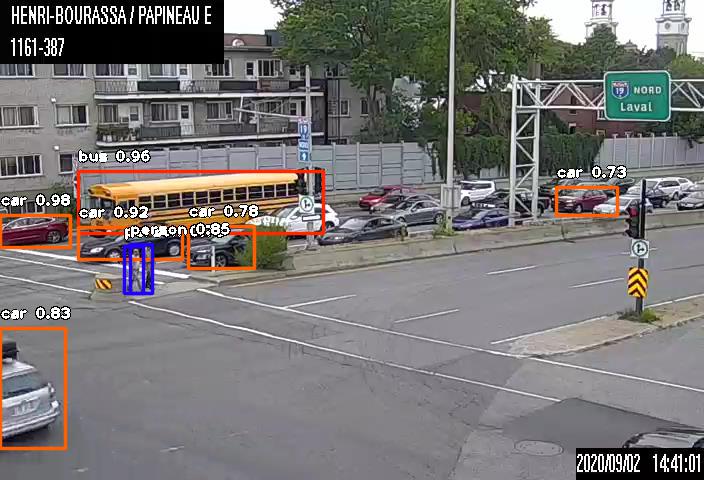 HENRI-BOURASSA / PAPINEAU E
1161-387
19 NORD
Laval
19
bus 0.96
car 0.73
car 0.98
car 0.92
car 0.78
person 0.85
car 0.83
2020/09/02 14:41:01